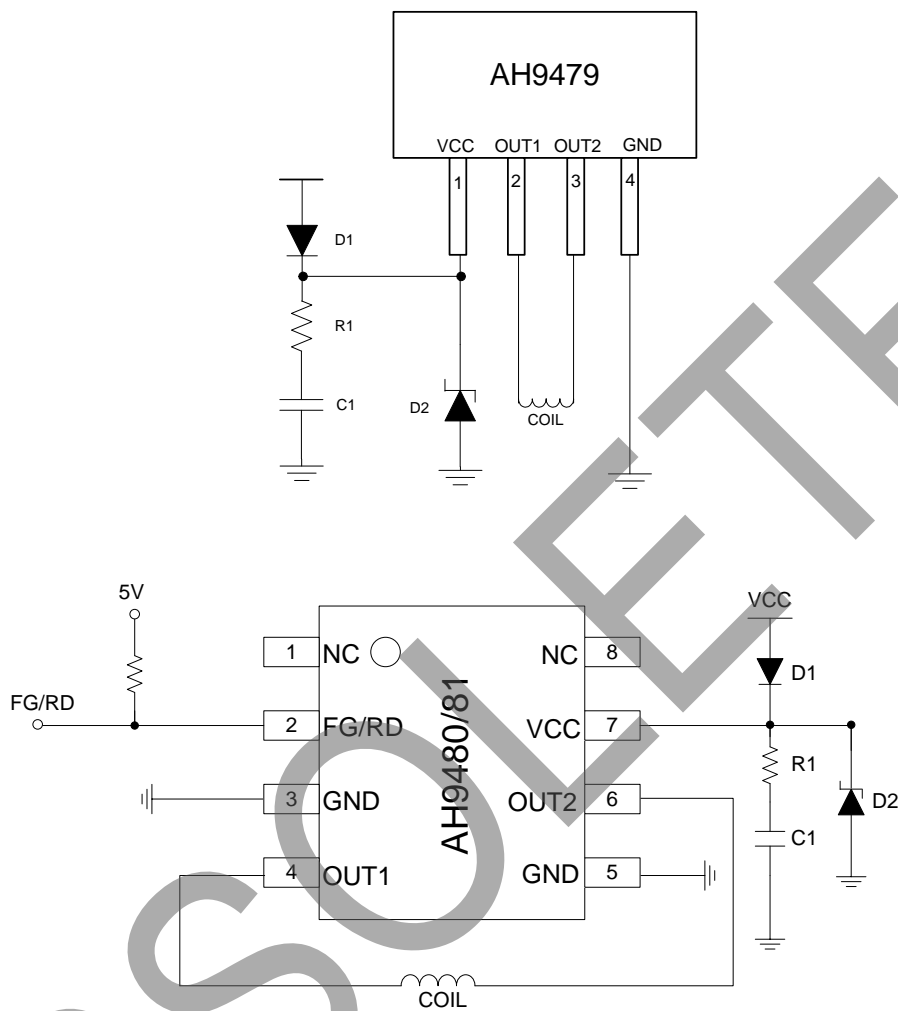 AH9479
VCC OUT1 OUT2 GND
1 2 3 4
D1
R1
C1
D2
COIL
5V
VCC
1 NC
NC 8
D1
FG/RD
2 FG/RD
VCC 7
AH9480/81
R1
3 GND
OUT2 6
D2
C1
4 OUT1
GND 5
COIL
SOLETE